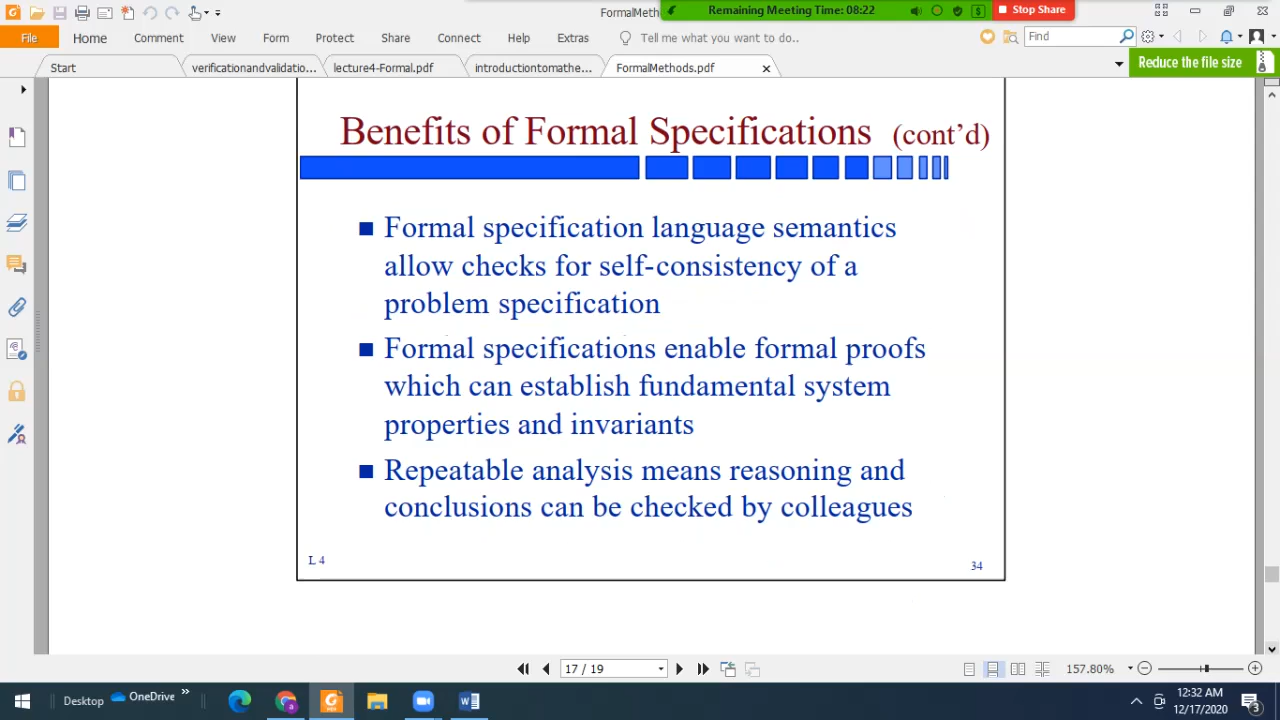 FormalMetho
Remaining Meeting Time: 08:22
Stop Share
File Home Comment View Form Protect Share Connect Help Extras Tell me what you want to do.. Find
Start verificationandvalidatio... lecture4-Formal.pdf introductiontomathe... FormalMethods.pdf Reduce the file size
Benefits of Formal Specifications (cont’d)
■ Formal specification language semantics
allow checks for self-consistency of a
problem specification
■ Formal specifications enable formal proofs
which can establish fundamental system
properties and invariants
■ Repeatable analysis means reasoning and
conclusions can be checked by colleagues
L 4
34
17 / 19
157.80%
Desktop OneDrive »
12:32 AM
12/17/2020
3